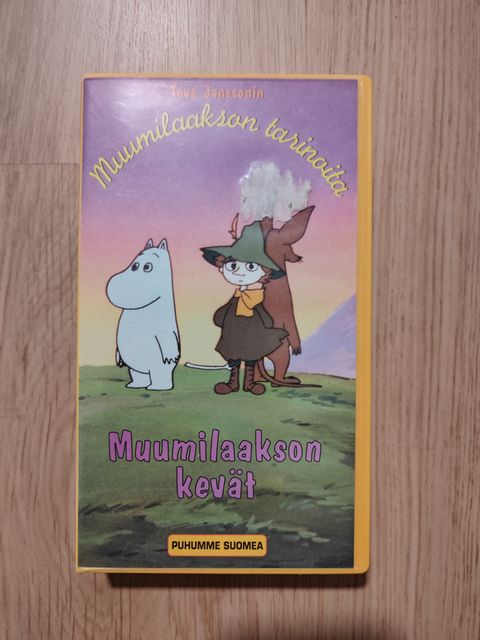 Tove Janssonin
Muumilaakson tarinoita
Muumilaakson
kevät
PUHUMME SUOMEA